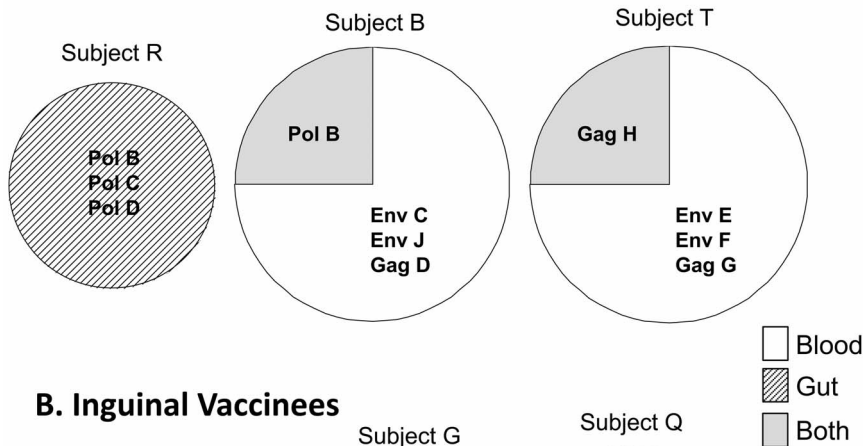 Subject R
Subject B
Subject T
Pol B
Pol C
Pol D
Pol B
Env C
Env J
Gag D
Gag H
Env E
Env F
Gag G
Blood
Gut
Both
B. Inguinal Vaccinees
Subject G
Subject Q